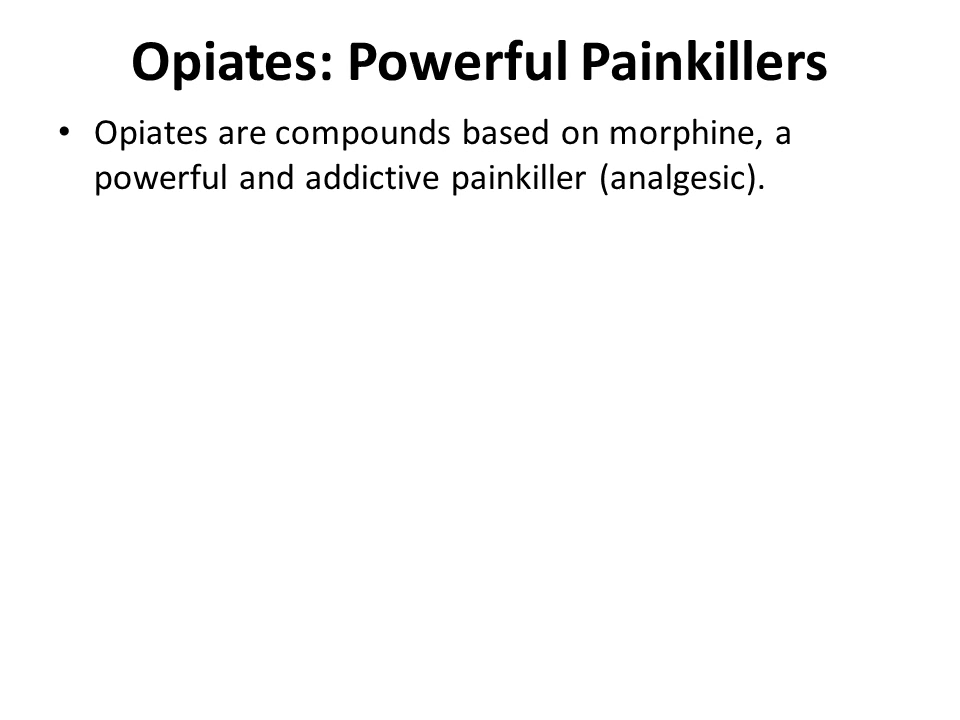 Opiates: Powerful Painkillers
• Opiates are compounds based on morphine, a
powerful and addictive painkiller (analgesic).